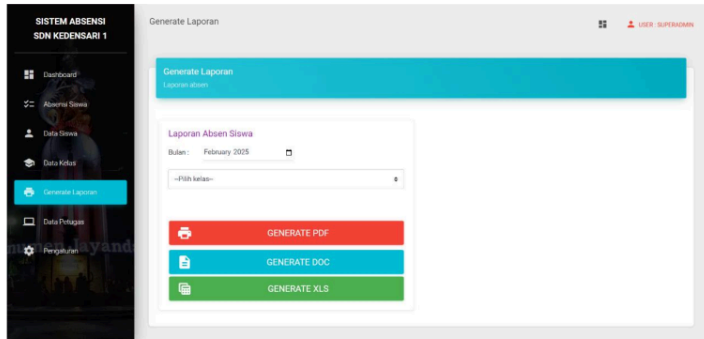 SISTEM ABSENSI
SDN KEDENSARI 1
Dashboard
Absensi Siswa
Data Siswa
Data Kelas
Generate Laporan
Data Petugas
Pengaturan
Generate Laporan
USER : SUPERADMIN
Generate Laporan
Laporan absen
Laporan Absen Siswa
Bulan :
February 2025
--Pilih kelas--
GENERATE PDF
GENERATE DOC
GENERATE XLS